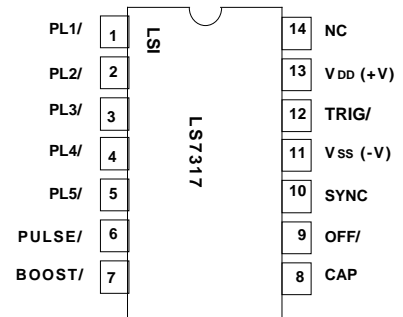 PL1/ 1 LSI 14 NC
PL2/ 2 13 VDD (+V)
PL3/ 3 12 TRIG/
PL4/ 4 LS7317 11 VSS (-V)
PL5/ 5 10 SYNC
PULSE/ 6 9 OFF/
BOOST/ 7 8 CAP